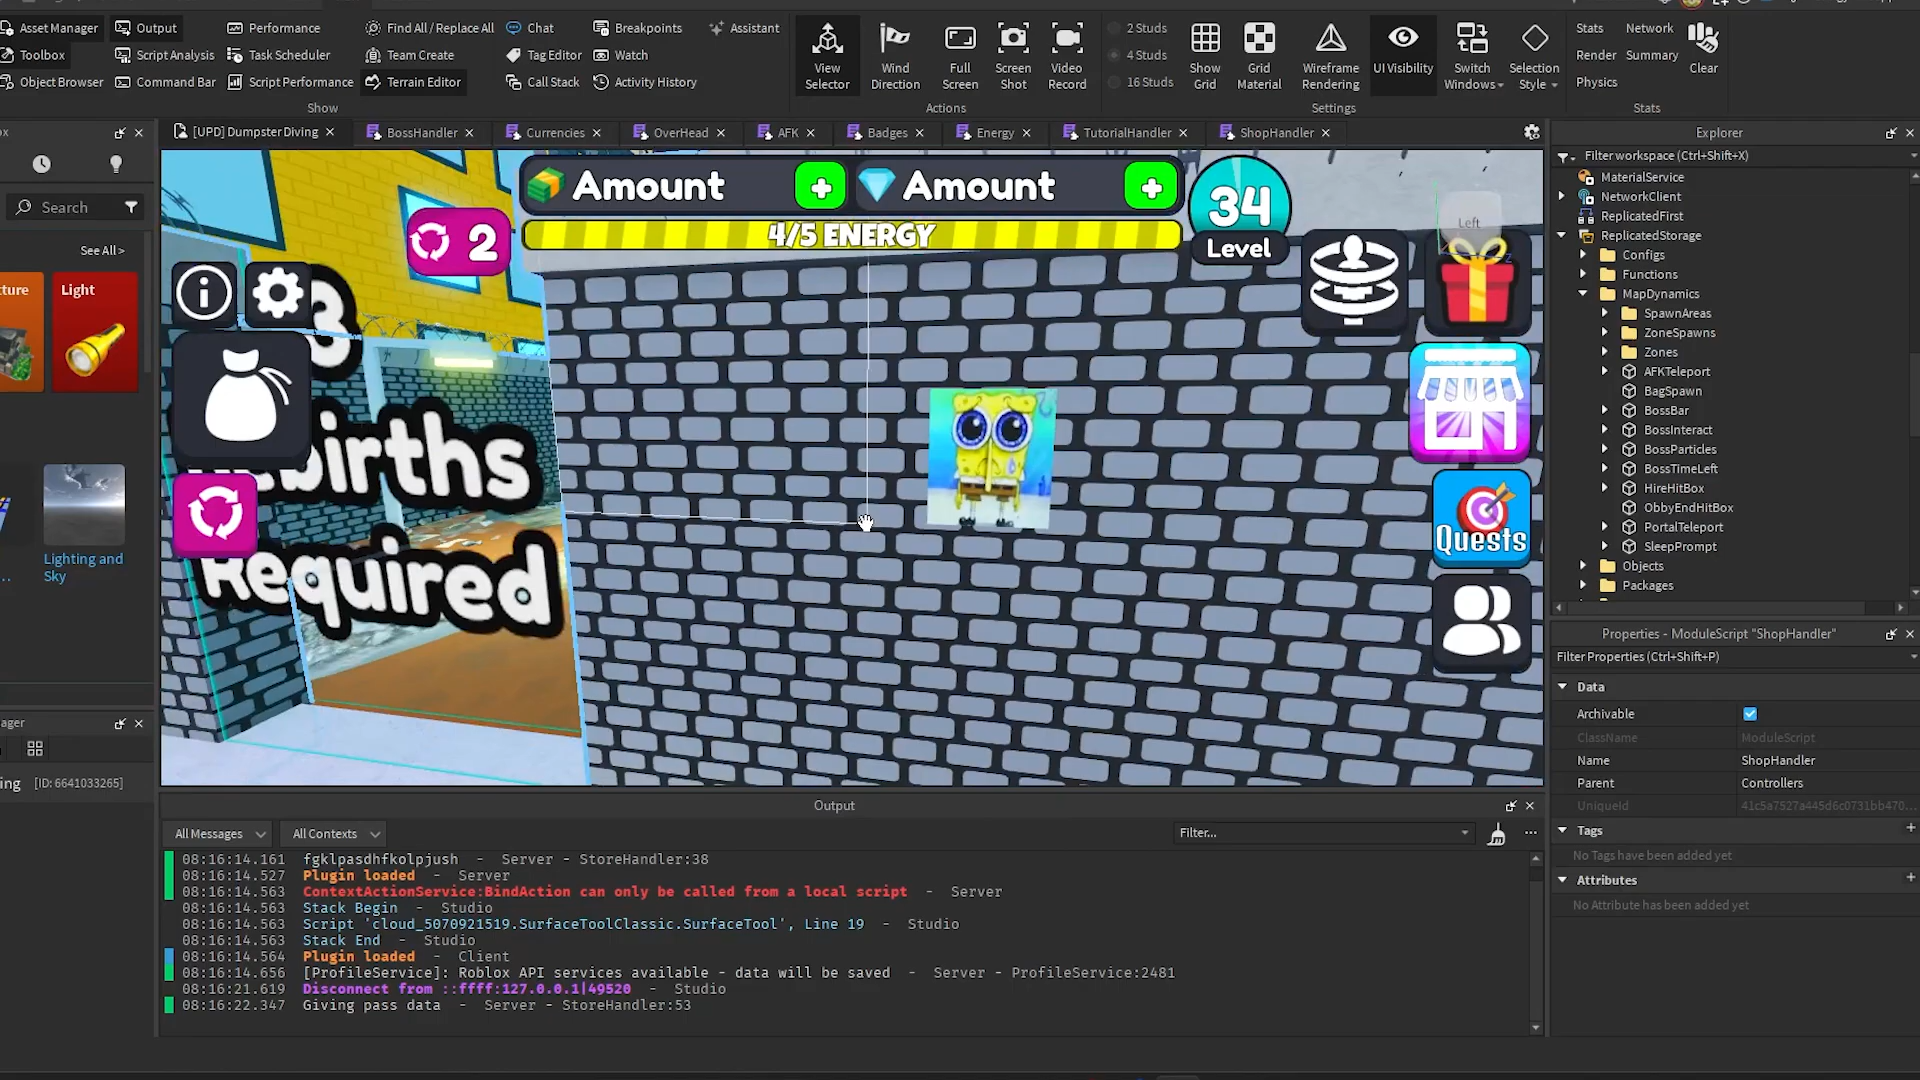 Asset Manager
Output
Performance
Find All / Replace All
Chat
Breakpoints
Assistant
Toolbox
Script Analysis
Task Scheduler
Team Create
Tag Editor
Watch
Object Browser
Command Bar
Script Performance
Terrain Editor
Call Stack
Activity History
Show
View Selector
Wind Direction
Full Screen
Screen Shot
Video Record
Actions
2 Studs
4 Studs
16 Studs
Show Grid
Grid Material
Wireframe Rendering
UI Visibility
Switch Windows
Selection Style
Settings
Stats
Network
Render
Summary
Physics
Clear
Stats
[UPD] Dumpster Diving
BossHandler
Currencies
OverHead
AFK
Badges
Energy
TutorialHandler
ShopHandler
Search
See All >
ture
Light
Lighting and
Sky
ager
ing [ID: 6641033265]
Amount
Amount
4/5 ENERGY
34
Level
2
3
Rebirths
Required
Left
Quests
Explorer
Filter workspace (Ctrl+Shift+X)
MaterialService
NetworkClient
ReplicatedFirst
ReplicatedStorage
Configs
Functions
MapDynamics
SpawnAreas
ZoneSpawns
Zones
AFKTeleport
BagSpawn
BossBar
BossInteract
BossParticles
BossTimeLeft
HireHitBox
ObbyEndHitBox
PortalTeleport
SleepPrompt
Objects
Packages
Properties - ModuleScript "ShopHandler"
Filter Properties (Ctrl+Shift+P)
Data
Archivable
ClassName ModuleScript
Name ShopHandler
Parent Controllers
UniqueId 41c5a7527a445d6c0731bb470...
Tags
No Tags have been added yet
Attributes
No Attribute has been added yet
Output
All Messages
All Contexts
Filter...
08:16:14.161 fgklpasdhfkolpjush - Server - StoreHandler:38
08:16:14.527 Plugin loaded - Server
08:16:14.563 ContextActionService:BindAction can only be called from a local script - Server
08:16:14.563 Stack Begin - Studio
08:16:14.563 Script 'cloud_5070921519.SurfaceToolClassic.SurfaceTool', Line 19 - Studio
08:16:14.563 Stack End - Studio
08:16:14.564 Plugin loaded - Client
08:16:14.656 [ProfileService]: Roblox API services available - data will be saved - Server - ProfileService:2481
08:16:21.619 Disconnect from ::ffff:127.0.0.1|49520 - Studio
08:16:22.347 Giving pass data - Server - StoreHandler:53